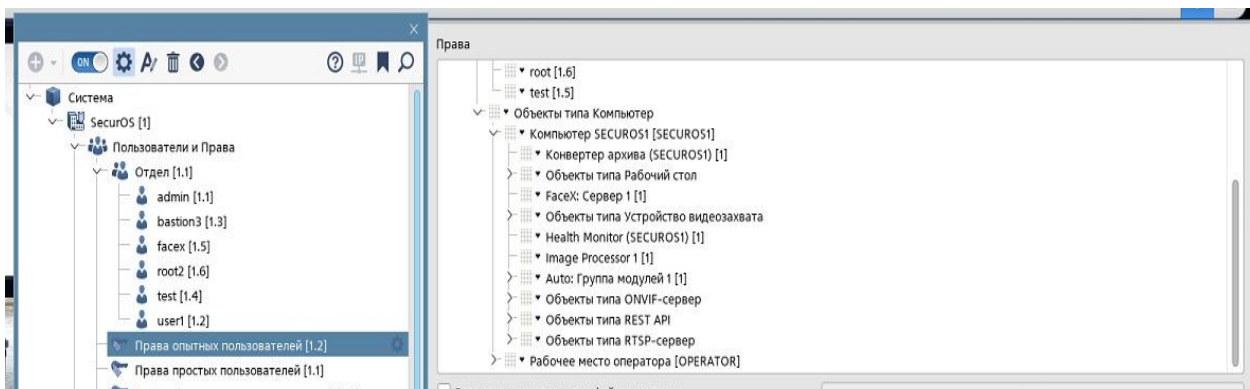 Система
SecurOS [1]
Пользователи и Права
Отдел [1.1]
admin [1.1]
bastion3 [1.3]
facex [1.5]
root2 [1.6]
test [1.4]
user1 [1.2]
Права опытных пользователей [1.2]
Права простых пользователей [1.1]
Права
root [1.6]
test [1.5]
Объекты типа Компьютер
Компьютер SECUROS1 [SECUROS1]
Конвертер архива (SECUROS1) [1]
Объекты типа Рабочий стол
FaceX: Сервер 1 [1]
Объекты типа Устройство видеозахвата
Health Monitor (SECUROS1) [1]
Image Processor 1 [1]
Auto: Группа модулей 1 [1]
Объекты типа ONVIF-сервер
Объекты типа REST API
Объекты типа RTSP-сервер
Рабочее место оператора [OPERATOR]